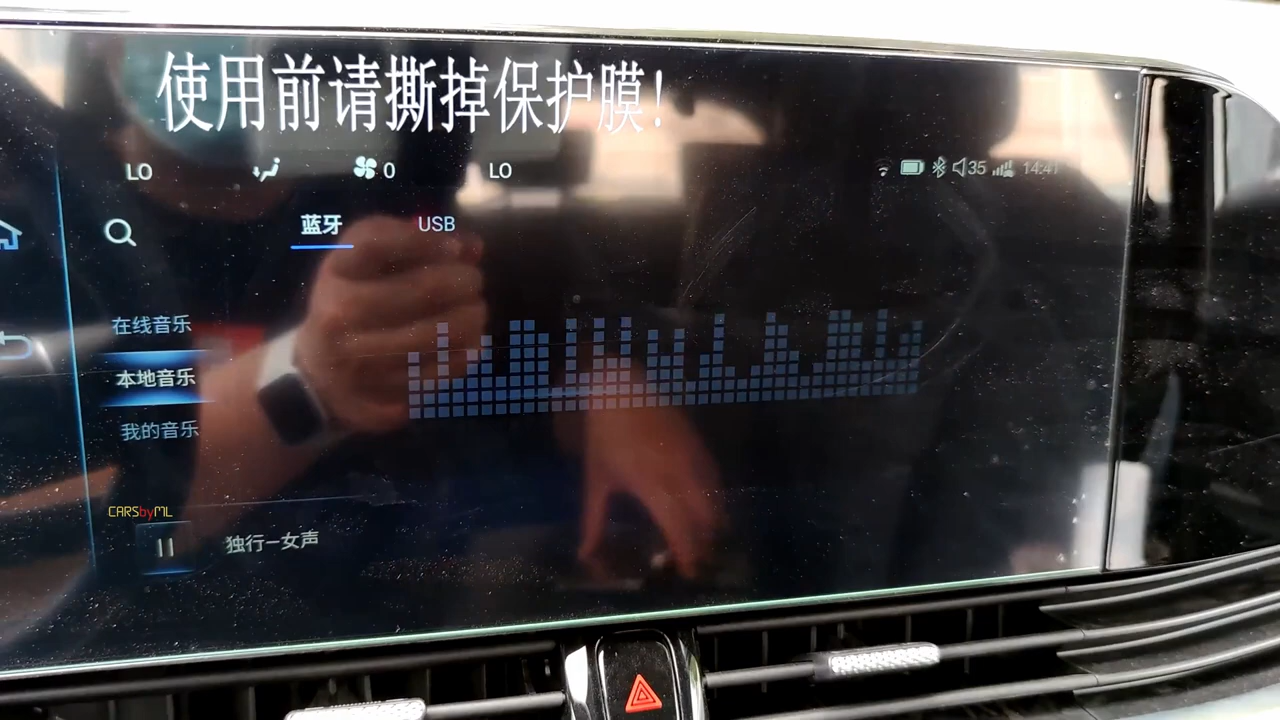 使用前请撕掉保护膜!
LO 0 LO 35 14:41
蓝牙 USB
在线音乐
本地音乐
我的音乐
CARSbyML
独行一女声